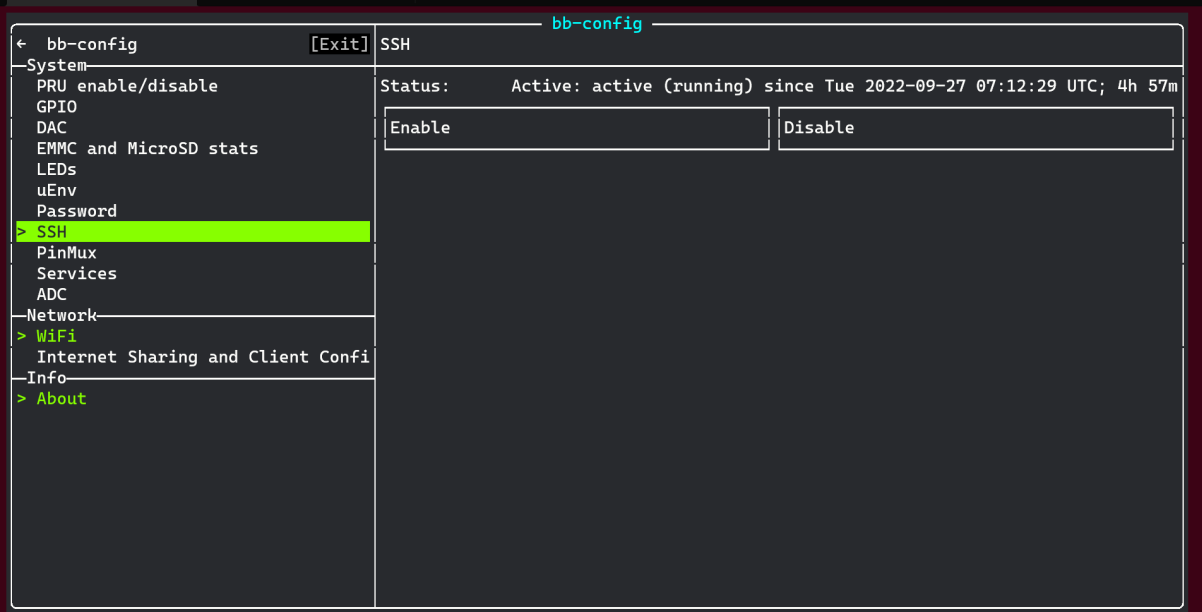 bb-config
← bb-config [Exit]
System
PRU enable/disable
GPIO
DAC
EMMC and MicroSD stats
LEDs
uEnv
Password
> SSH
PinMux
Services
ADC
Network
> WiFi
Internet Sharing and Client Confi
Info
> About
SSH
Status: Active: active (running) since Tue 2022-09-27 07:12:29 UTC; 4h 57m
Enable
Disable